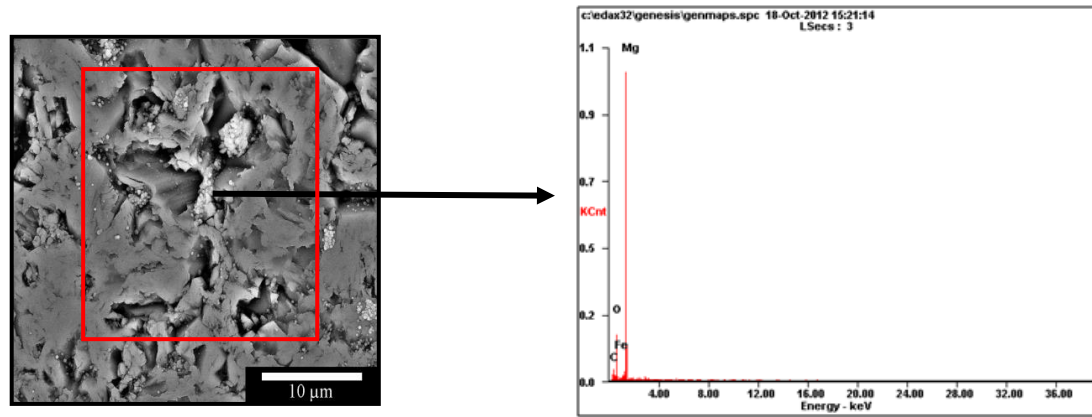 10 µm
c:\edax32\genesis\genmaps.spc 18-Oct-2012 15:21:14
LSecs : 3
1.1
Mg
0.9
0.7
KCnt
0.5
0.2
O
Fe
C
0.0
4.00 8.00 12.00 16.00 20.00 24.00 28.00 32.00 36.00
Energy - keV